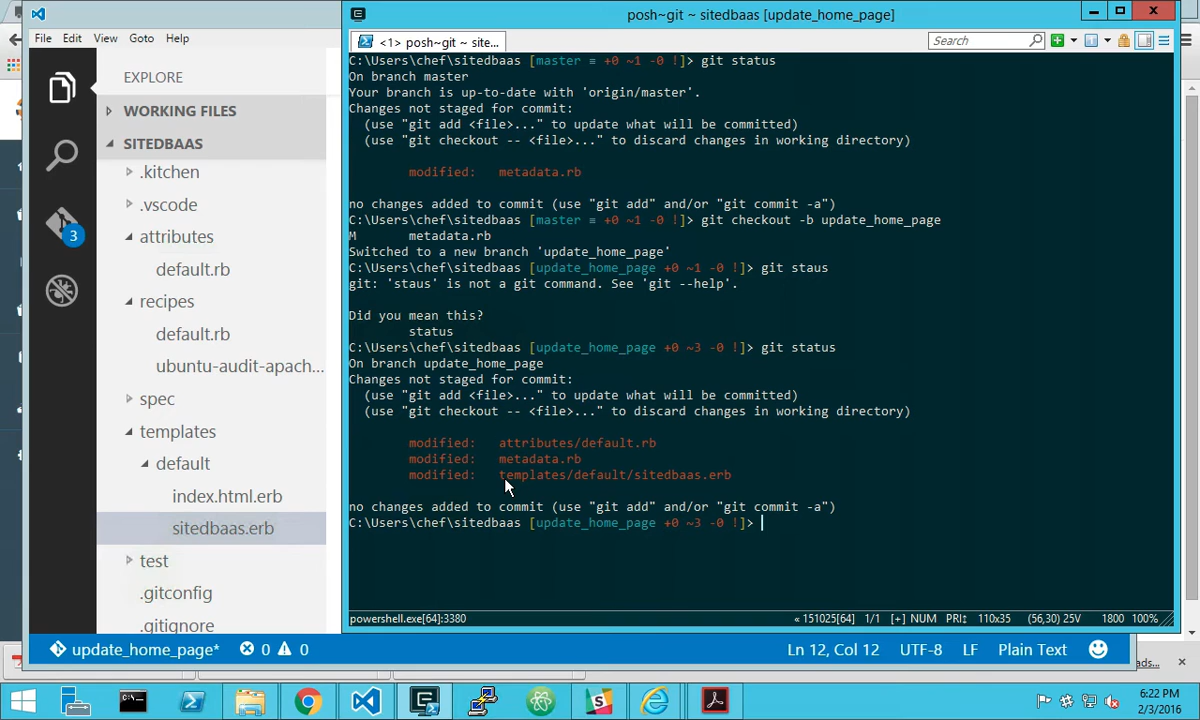 posh~git ~ sitedbaas [update_home_page]
File Edit View Goto Help
<1> posh~git ~ site...
Search
EXPLORE
WORKING FILES
SITEDBAAS
.kitchen
.vscode
attributes
default.rb
recipes
default.rb
ubuntu-audit-apach...
spec
templates
default
index.html.erb
sitedbaas.erb
test
.gitconfig
.gitignore
3
C:\Users\chef\sitedbaas [master ≡ +0 ~1 -0 !]> git status
On branch master
Your branch is up-to-date with 'origin/master'.
Changes not staged for commit:
(use "git add <file>..." to update what will be committed)
(use "git checkout -- <file>..." to discard changes in working directory)
modified: metadata.rb
no changes added to commit (use "git add" and/or "git commit -a")
C:\Users\chef\sitedbaas [master ≡ +0 ~1 -0 !]> git checkout -b update_home_page
M metadata.rb
Switched to a new branch 'update_home_page'
C:\Users\chef\sitedbaas [update_home_page +0 ~1 -0 !]> git staus
git: 'staus' is not a git command. See 'git --help'.
Did you mean this?
status
C:\Users\chef\sitedbaas [update_home_page +0 ~3 -0 !]> git status
On branch update_home_page
Changes not staged for commit:
(use "git add <file>..." to update what will be committed)
(use "git checkout -- <file>..." to discard changes in working directory)
modified: attributes/default.rb
modified: metadata.rb
modified: templates/default/sitedbaas.erb
no changes added to commit (use "git add" and/or "git commit -a")
C:\Users\chef\sitedbaas [update_home_page +0 ~3 -0 !]>
powershell.exe[64]:3380 « 151025[64] 1/1 [+] NUM PRI‡ 110x35 (56,30) 25V 1800 100%
update_home_page* 0 0 Ln 12, Col 12 UTF-8 LF Plain Text
ads...
6:22 PM
2/3/2016